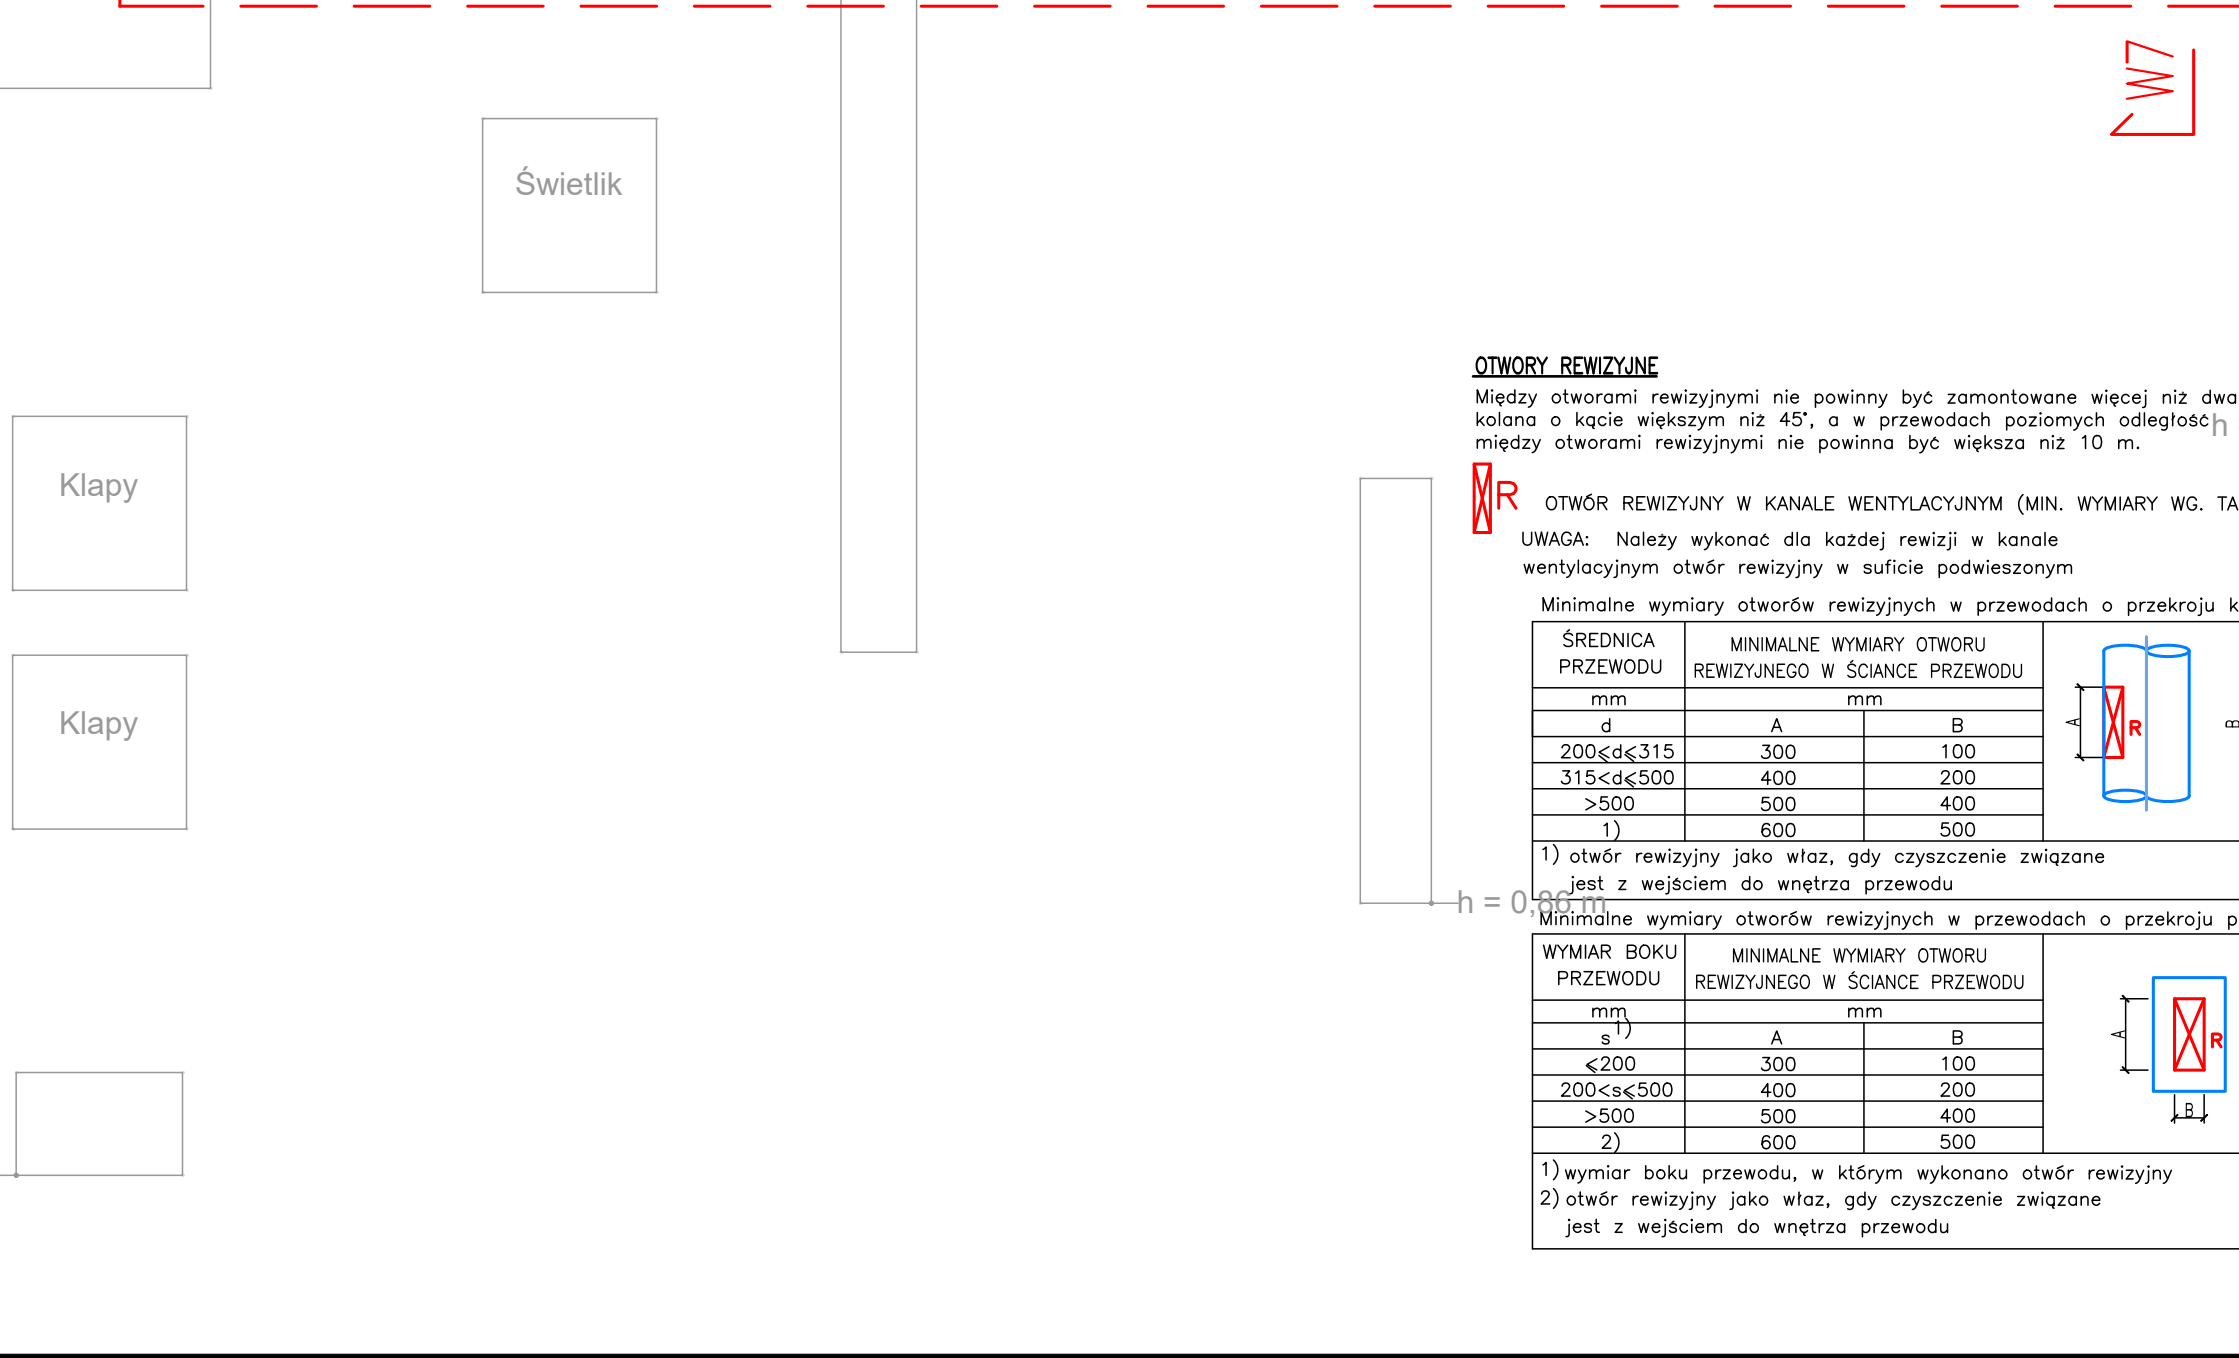 W
Świetlik
Klapy
Klapy
h = 0,86 m
h
OTWORY REWIZYJNE
Między otworami rewizyjnymi nie powinny być zamontowane więcej niż dwa
kolana o kącie większym niż 45°, a w przewodach poziomych odległość
między otworami rewizyjnymi nie powinna być większa niż 10 m.
R OTWÓR REWIZYJNY W KANALE WENTYLACYJNYM (MIN. WYMIARY WG. TA
UWAGA: Należy wykonać dla każdej rewizji w kanale
wentylacyjnym otwór rewizyjny w suficie podwieszonym
Minimalne wymiary otworów rewizyjnych w przewodach o przekroju k
ŚREDNICA PRZEWODU MINIMALNE WYMIARY OTWORU REWIZYJNEGO W ŚCIANCE PRZEWODU
mm mm
d A B
200⩽d⩽315 300 100
315<d⩽500 400 200
>500 500 400
1) 600 500
A R B
1) otwór rewizyjny jako właz, gdy czyszczenie związane
jest z wejściem do wnętrza przewodu
Minimalne wymiary otworów rewizyjnych w przewodach o przekroju p
WYMIAR BOKU PRZEWODU MINIMALNE WYMIARY OTWORU REWIZYJNEGO W ŚCIANCE PRZEWODU
mm mm
s 1) A B
⩽200 300 100
200<s⩽500 400 200
>500 500 400
2) 600 500
A R
B
1) wymiar boku przewodu, w którym wykonano otwór rewizyjny
2) otwór rewizyjny jako właz, gdy czyszczenie związane
jest z wejściem do wnętrza przewodu